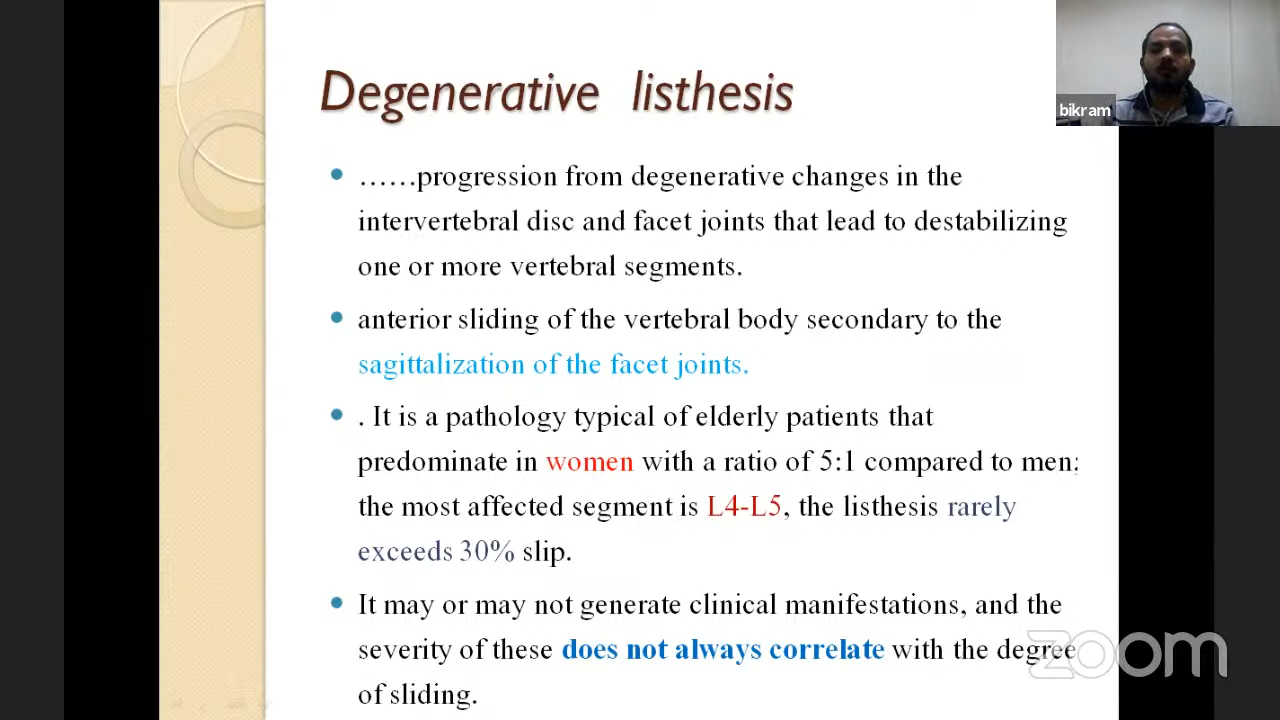 Degenerative listhesis
bikram
……progression from degenerative changes in the
intervertebral disc and facet joints that lead to destabilizing
one or more vertebral segments.
anterior sliding of the vertebral body secondary to the
sagittalization of the facet joints.
. It is a pathology typical of elderly patients that
predominate in women with a ratio of 5:1 compared to men;
the most affected segment is L4-L5, the listhesis rarely
exceeds 30% slip.
It may or may not generate clinical manifestations, and the
severity of these does not always correlate with the degree
of sliding.
zoom